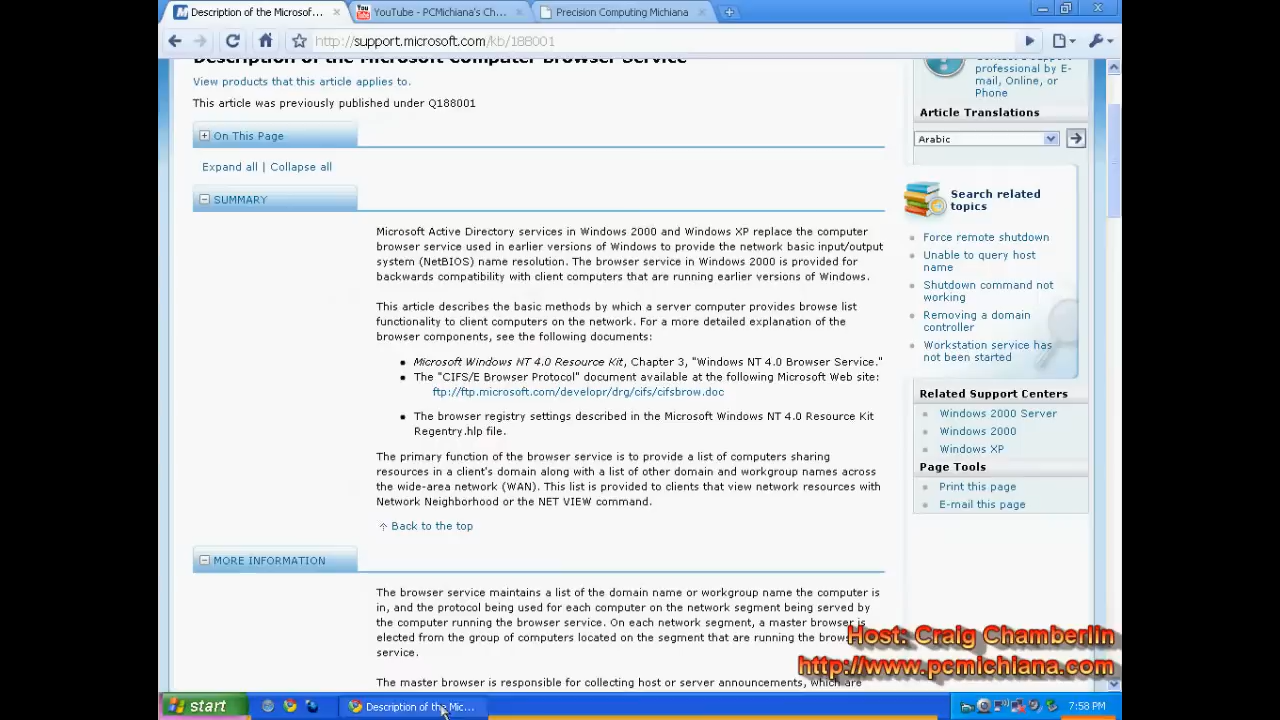 Description of the Microsof...
YouTube - PCMichiana's Ch...
Precision Computing Michiana
http://support.microsoft.com/kb/188001
Description of the Microsoft Computer Browser Service
View products that this article applies to.
This article was previously published under Q188001
On This Page
Expand all | Collapse all
SUMMARY
Microsoft Active Directory services in Windows 2000 and Windows XP replace the computer
browser service used in earlier versions of Windows to provide the network basic input/output
system (NetBIOS) name resolution. The browser service in Windows 2000 is provided for
backwards compatibility with client computers that are running earlier versions of Windows.
This article describes the basic methods by which a server computer provides browse list
functionality to client computers on the network. For a more detailed explanation of the
browser components, see the following documents:
Microsoft Windows NT 4.0 Resource Kit, Chapter 3, "Windows NT 4.0 Browser Service."
The "CIFS/E Browser Protocol" document available at the following Microsoft Web site:
ftp://ftp.microsoft.com/developr/drg/cifs/cifsbrow.doc
The browser registry settings described in the Microsoft Windows NT 4.0 Resource Kit
Regentry.hlp file.
The primary function of the browser service is to provide a list of computers sharing
resources in a client's domain along with a list of other domain and workgroup names across
the wide-area network (WAN). This list is provided to clients that view network resources with
Network Neighborhood or the NET VIEW command.
Back to the top
MORE INFORMATION
The browser service maintains a list of the domain name or workgroup name the computer is
in, and the protocol being used for each computer on the network segment being served by
the computer running the browser service. On each network segment, a master browser is
elected from the group of computers located on the segment that are running the browser
service.
The master browser is responsible for collecting host or server announcements, which are
professional by E-
mail, Online, or
Phone
Article Translations
Arabic
Search related
topics
Force remote shutdown
Unable to query host
name
Shutdown command not
working
Removing a domain
controller
Workstation service has
not been started
Related Support Centers
Windows 2000 Server
Windows 2000
Windows XP
Page Tools
Print this page
E-mail this page
Host: Craig Chamberlin
http://www.pcmichiana.com
start
Description of the Mic...
7:58 PM